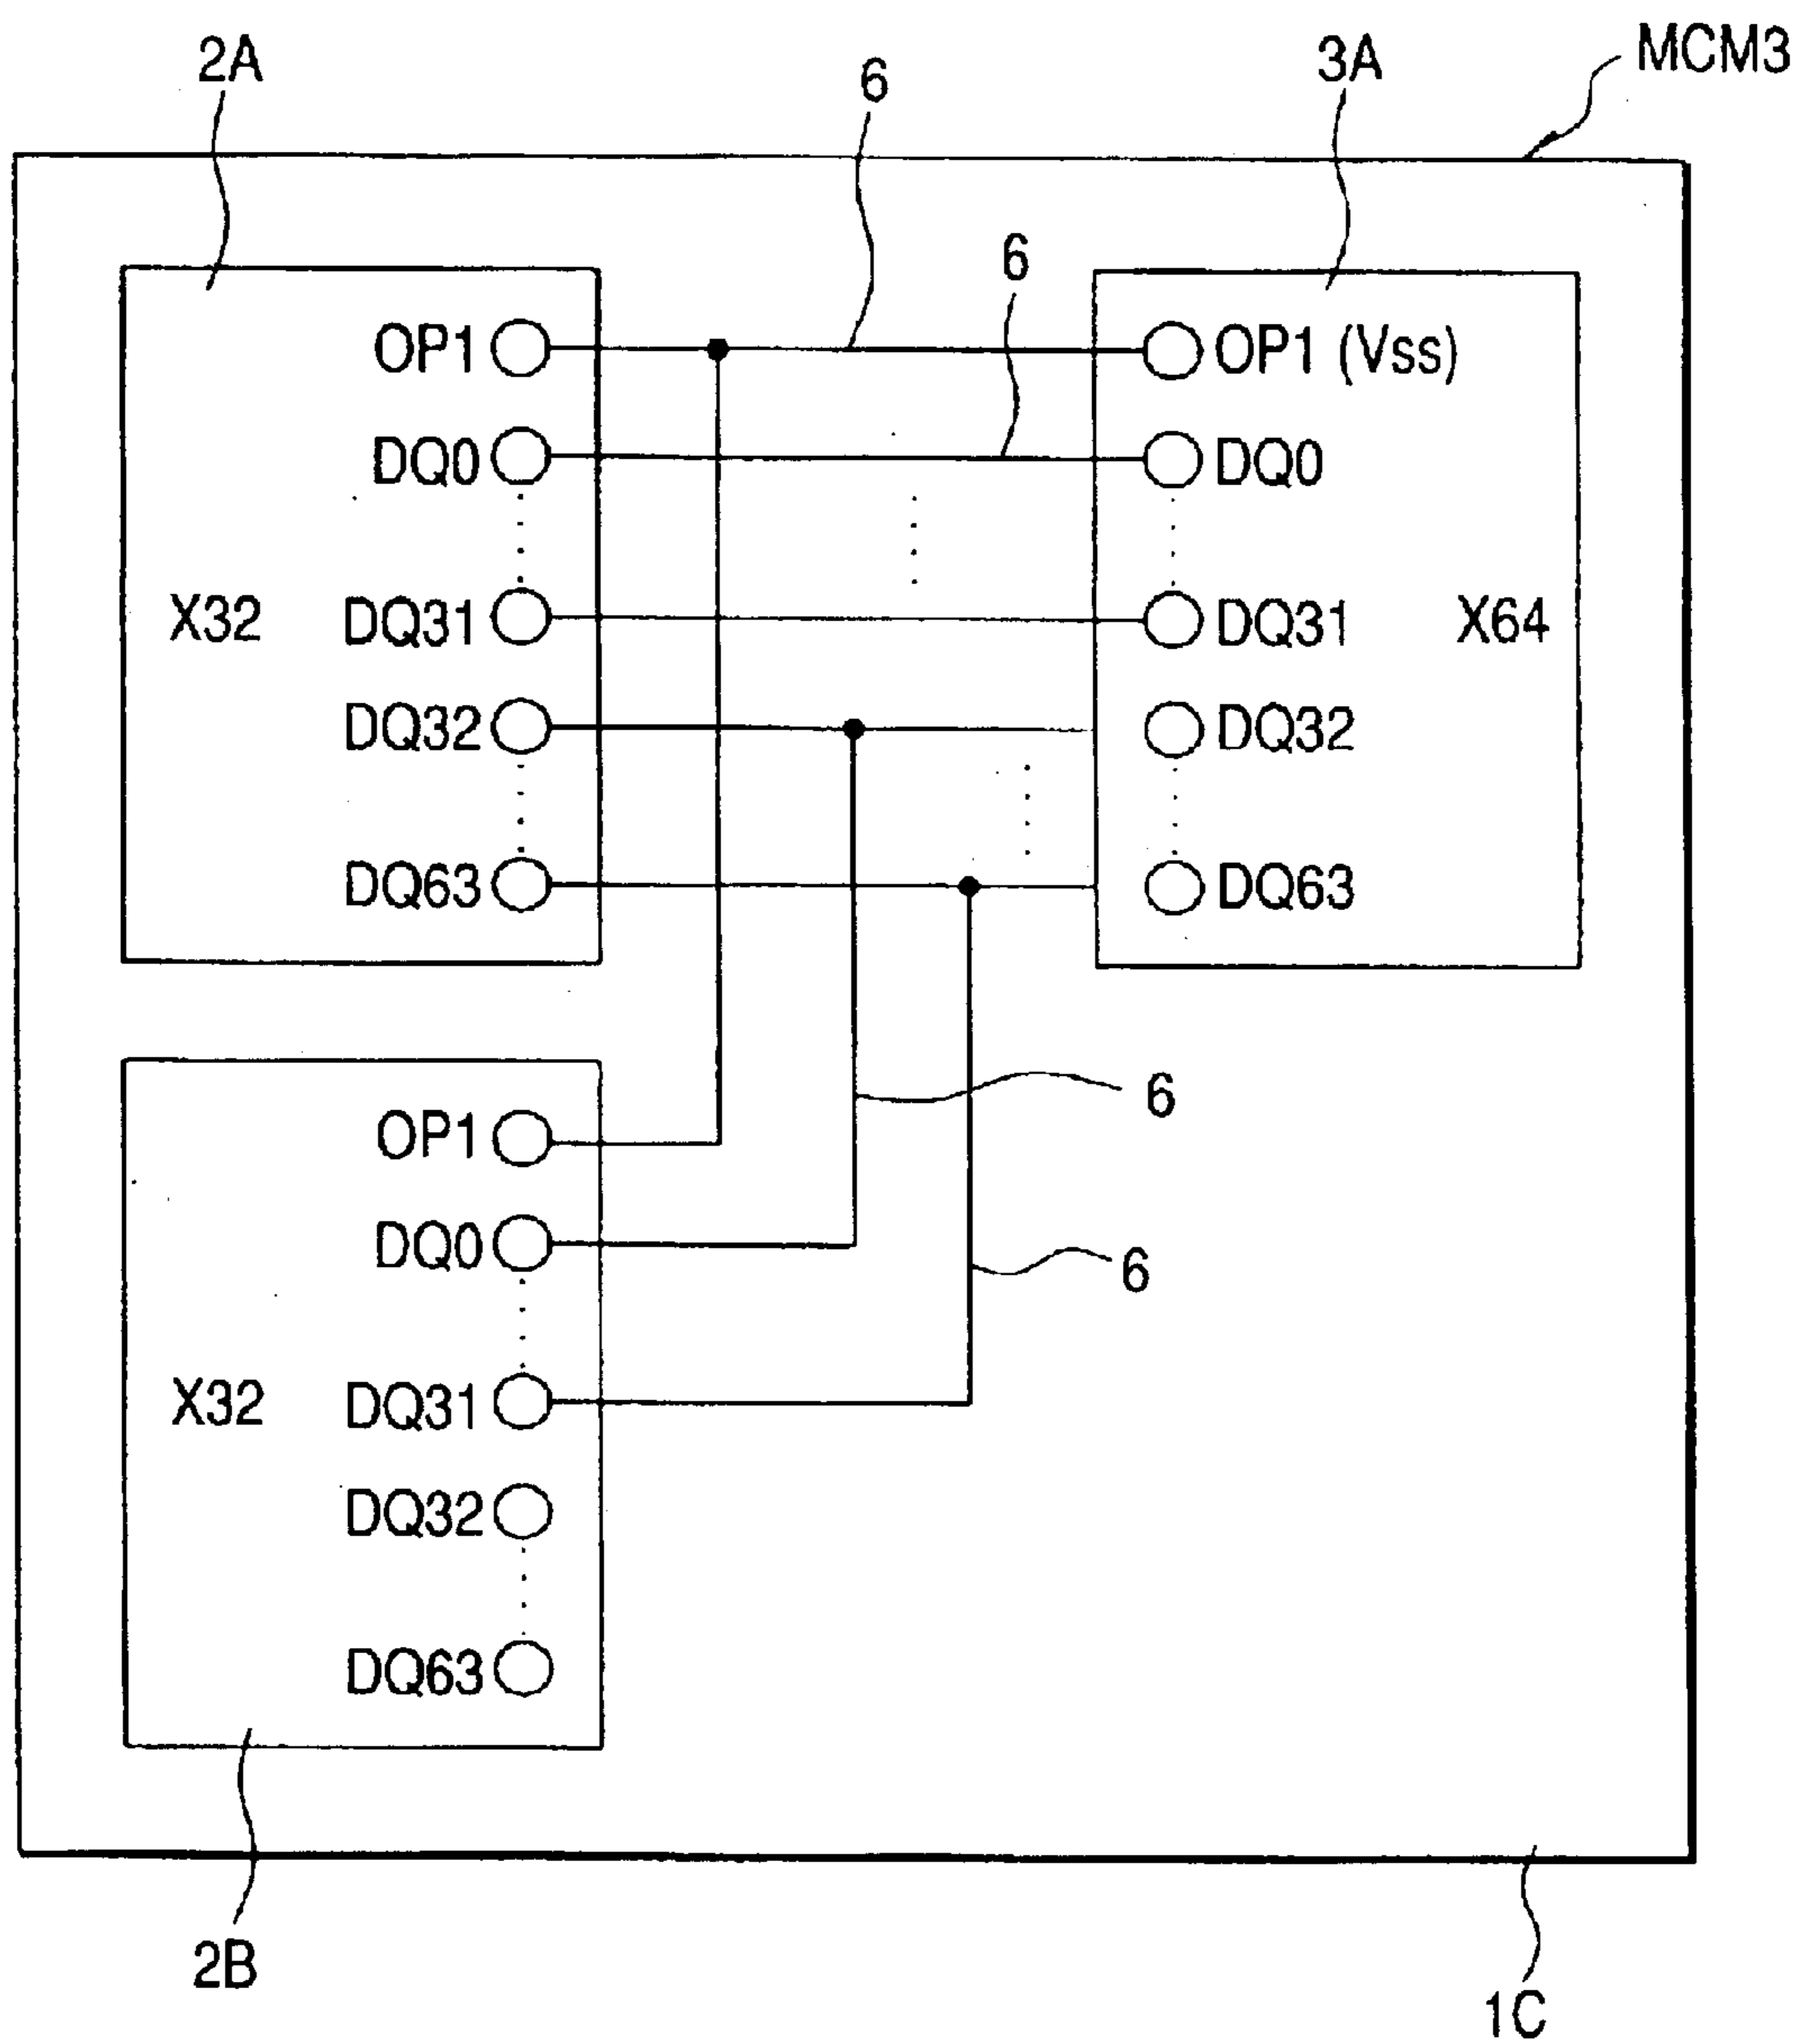 MCM3
2A
6
3A
6
OP1
OP1 (Vss)
DQ0
DQ0
X32
DQ31
DQ31
X64
DQ32
DQ32
DQ63
DQ63
6
OP1
DQ0
6
X32
DQ31
DQ32
DQ63
2B
1C